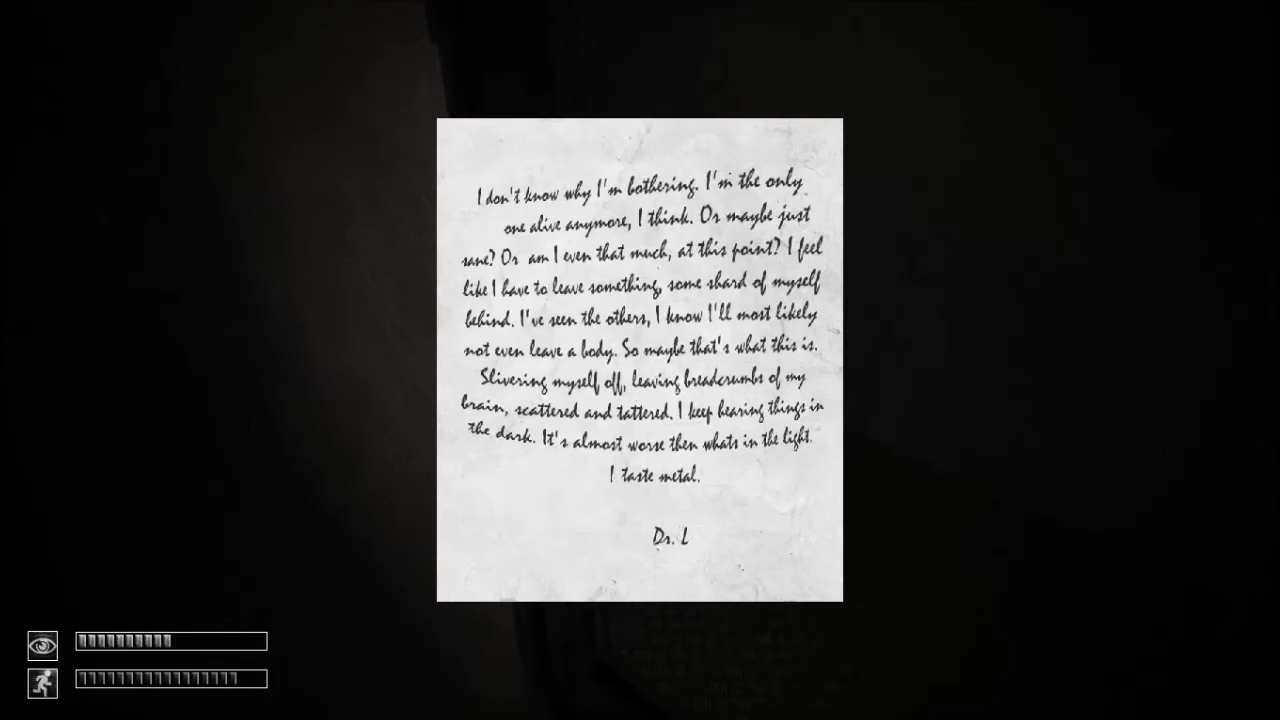 I don't know why I'm bothering. I'm the only
one alive anymore, I think. Or maybe just
sane? Or am I even that much, at this point? I feel
like I have to leave something, some shard of myself
behind. I've seen the others, I know I'll most likely
not even leave a body. So maybe that's what this is.
Slivering myself off, leaving breadcrumbs of my
brain, scattered and tattered. I keep hearing things in
the dark. It's almost worse then whats in the light.
I taste metal.
Dr. L